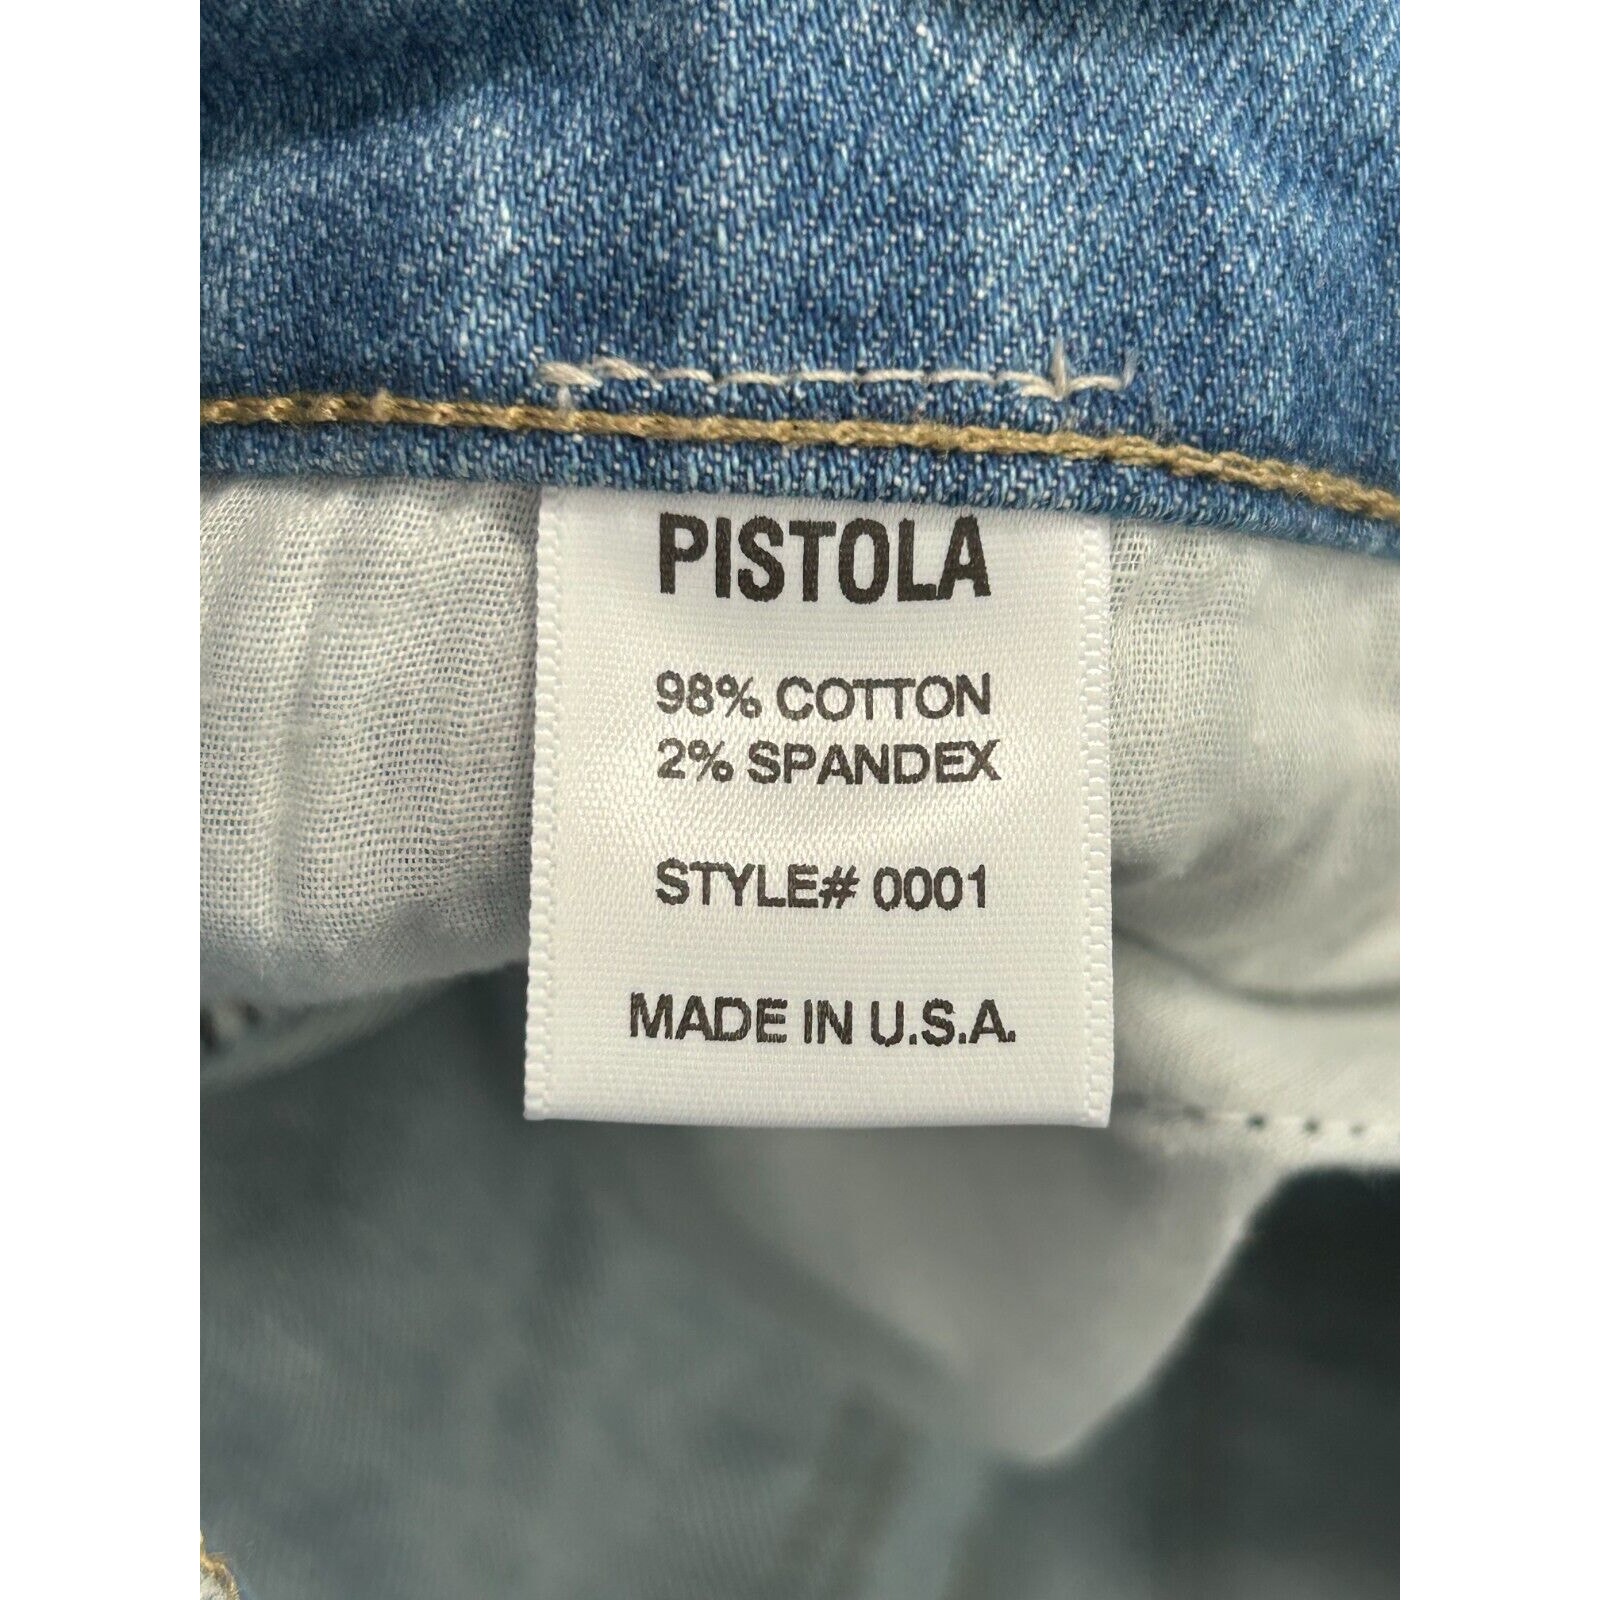 PISTOLA
98% COTTON
2% SPANDEX
STYLE# 0001
MADE IN U.S.A.